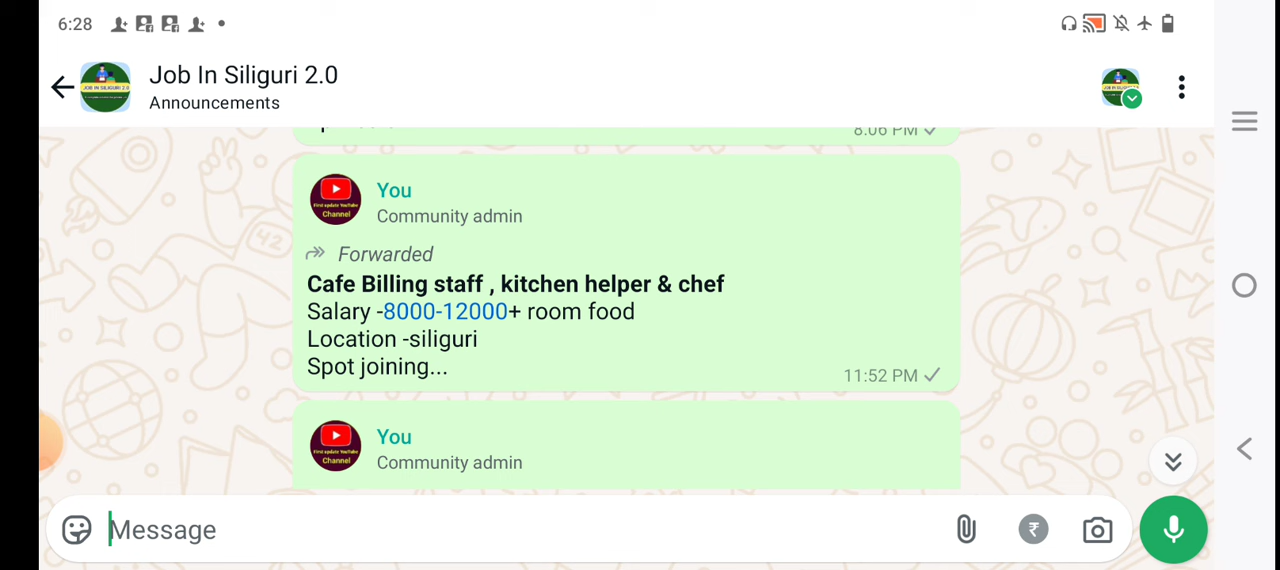 6:28
Job In Siliguri 2.0
Announcements
8.06 PM
You
Community admin
Forwarded
Cafe Billing staff , kitchen helper & chef
Salary -8000-12000+ room food
Location -siliguri
Spot joining...
11:52 PM
You
Community admin
Message